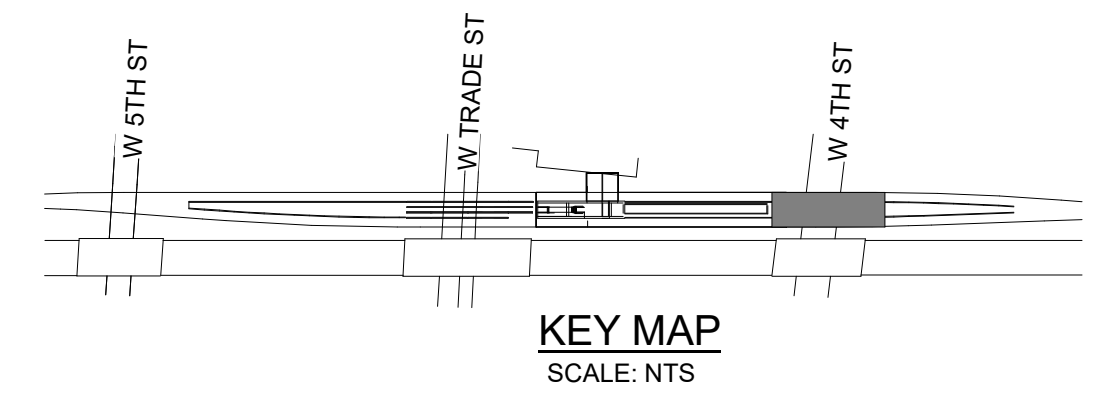 W 5TH ST
W TRADE ST
W 4TH ST
KEY MAP
SCALE: NTS